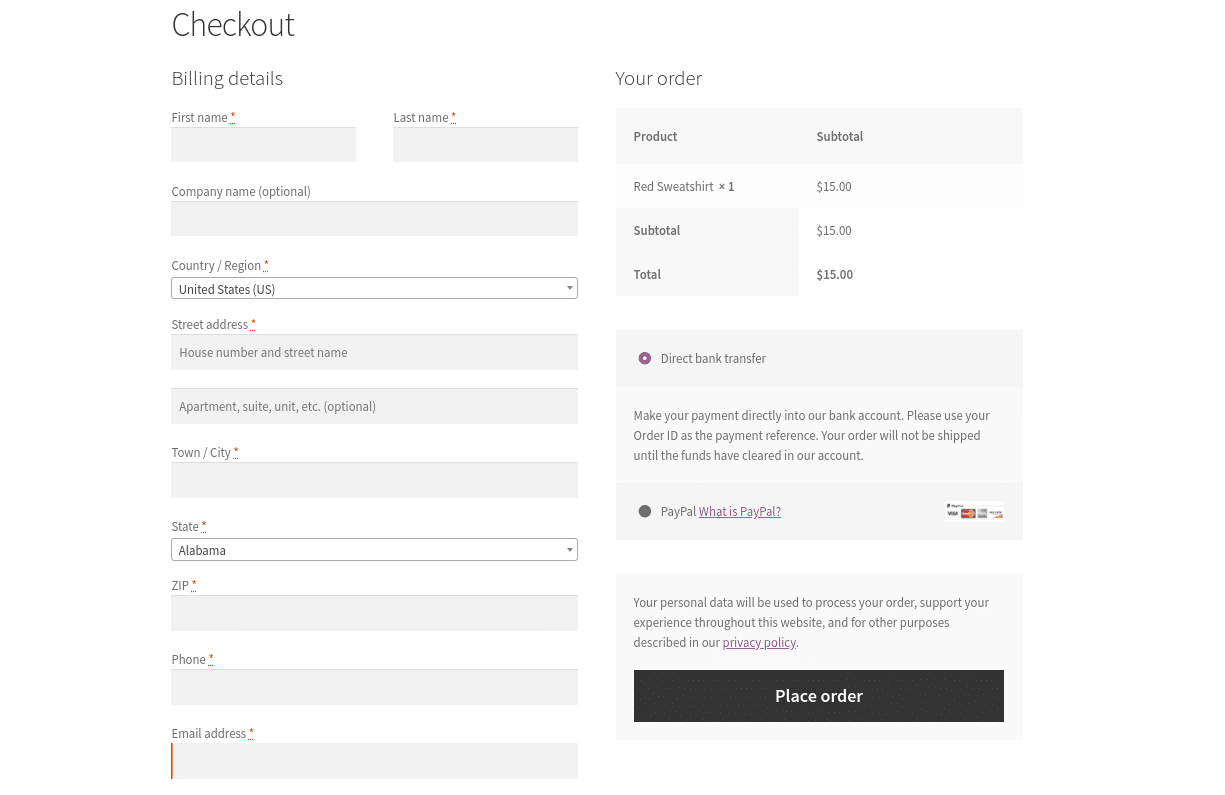 Checkout
Billing details
First name *
Last name *
Company name (optional)
Country / Region *
United States (US)
Street address *
House number and street name
Apartment, suite, unit, etc. (optional)
Town / City *
State *
Alabama
ZIP *
Phone *
Email address *
Your order
Product Subtotal
Red Sweatshirt × 1 $15.00
Subtotal $15.00
Total $15.00
Direct bank transfer
Make your payment directly into our bank account. Please use your
Order ID as the payment reference. Your order will not be shipped
until the funds have cleared in our account.
PayPal What is PayPal?
PayPal
VISA
Your personal data will be used to process your order, support your
experience throughout this website, and for other purposes
described in our privacy policy.
Place order